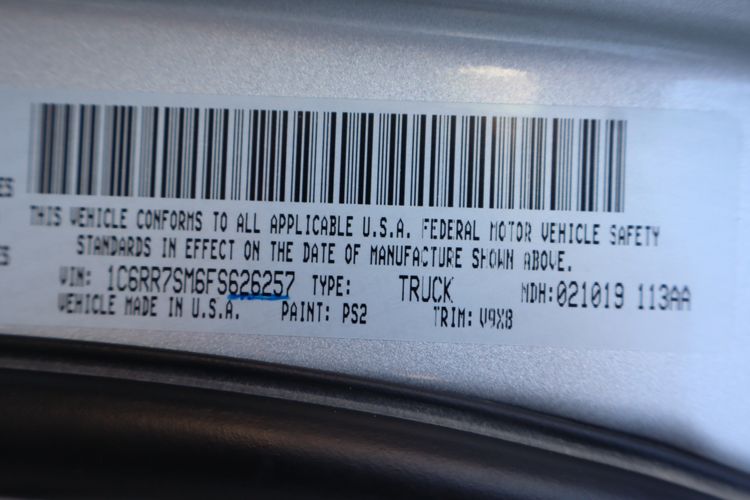 ES
THIS VEHICLE CONFORMS TO ALL APPLICABLE U.S.A. FEDERAL MOTOR VEHICLE SAFETY
STANDARDS IN EFFECT ON THE DATE OF MANUFACTURE SHOWN ABOVE.
VIN: 1C6RR7SM6FS626257 TYPE: TRUCK MDH:021019 113AA
VEHICLE MADE IN U.S.A. PAINT: PS2 TRIM: V9X8